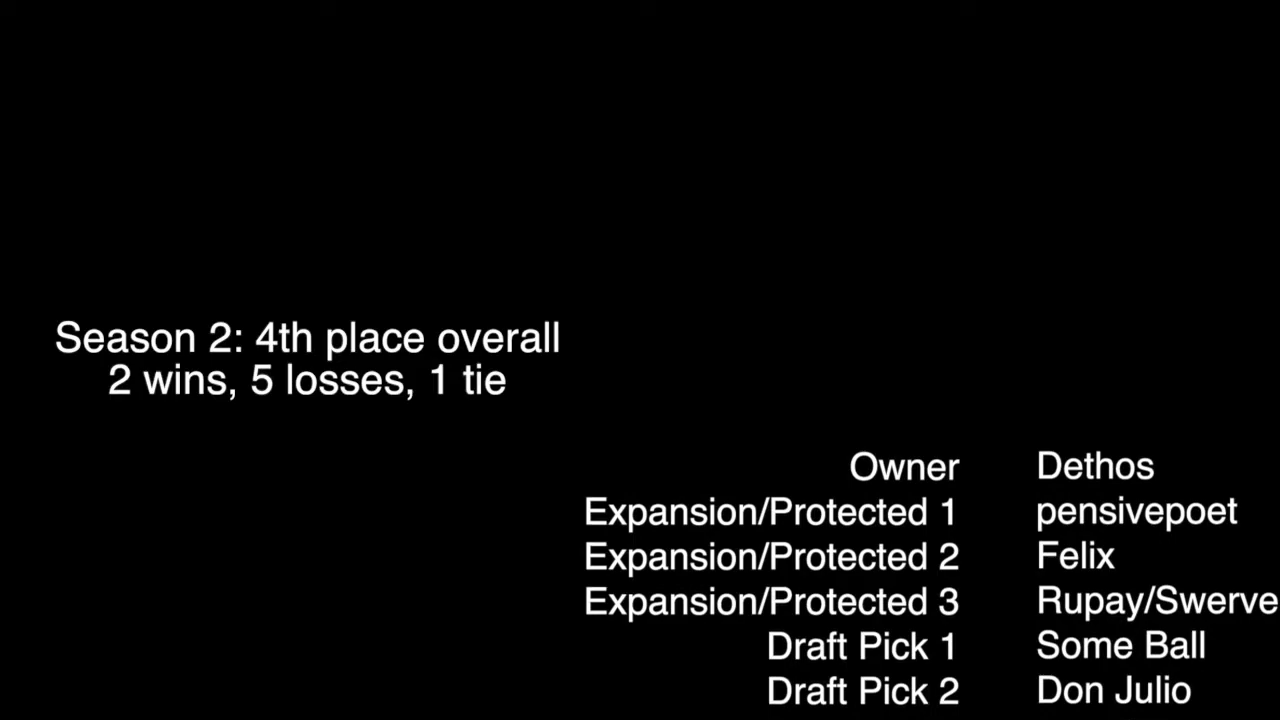 Season 2: 4th place overall
2 wins, 5 losses, 1 tie
Owner Dethos
Expansion/Protected 1 pensivepoet
Expansion/Protected 2 Felix
Expansion/Protected 3 Rupay/Swerve
Draft Pick 1 Some Ball
Draft Pick 2 Don Julio